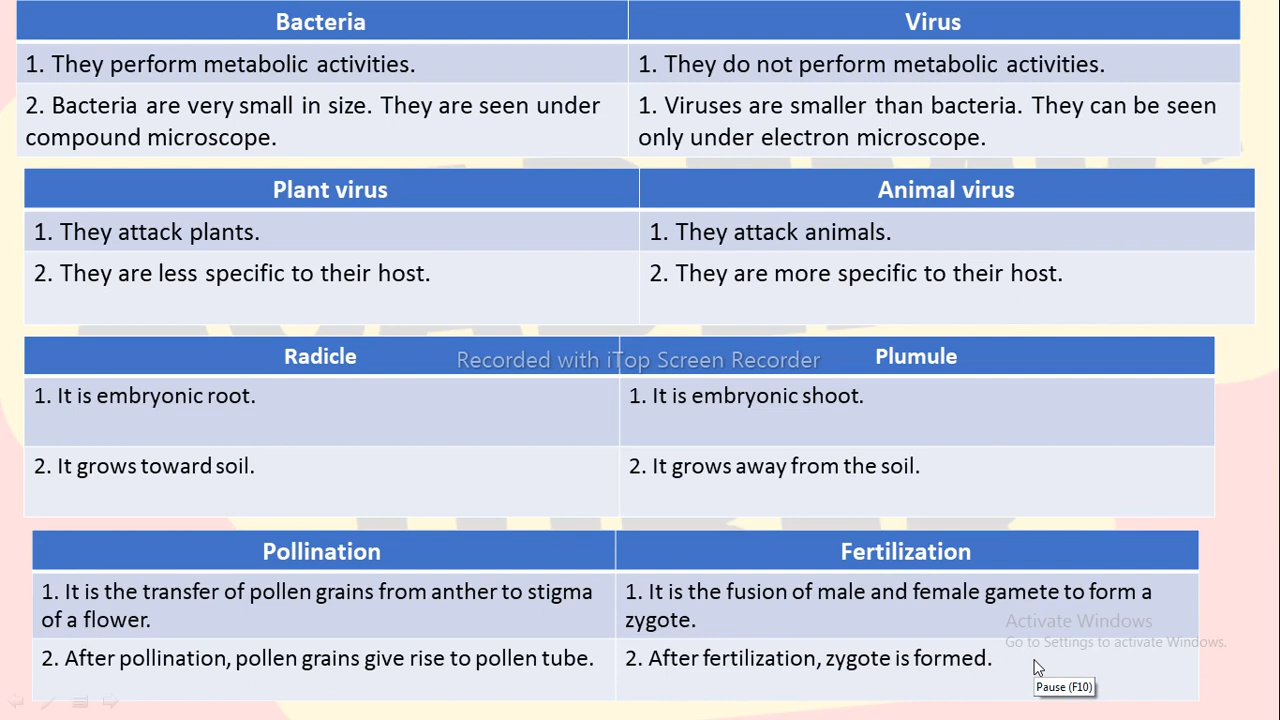 Bacteria
Virus
1. They perform metabolic activities.
1. They do not perform metabolic activities.
2. Bacteria are very small in size. They are seen under
compound microscope.
1. Viruses are smaller than bacteria. They can be seen
only under electron microscope.
Plant virus
Animal virus
1. They attack plants.
1. They attack animals.
2. They are less specific to their host.
2. They are more specific to their host.
Radicle
Recorded with iTop Screen Recorder
Plumule
1. It is embryonic root.
1. It is embryonic shoot.
2. It grows toward soil.
2. It grows away from the soil.
Pollination
Fertilization
1. It is the transfer of pollen grains from anther to stigma
of a flower.
1. It is the fusion of male and female gamete to form a
zygote.
2. After pollination, pollen grains give rise to pollen tube.
2. After fertilization, zygote is formed.
Activate Windows
Go to Settings to activate Windows.
Pause (F10)